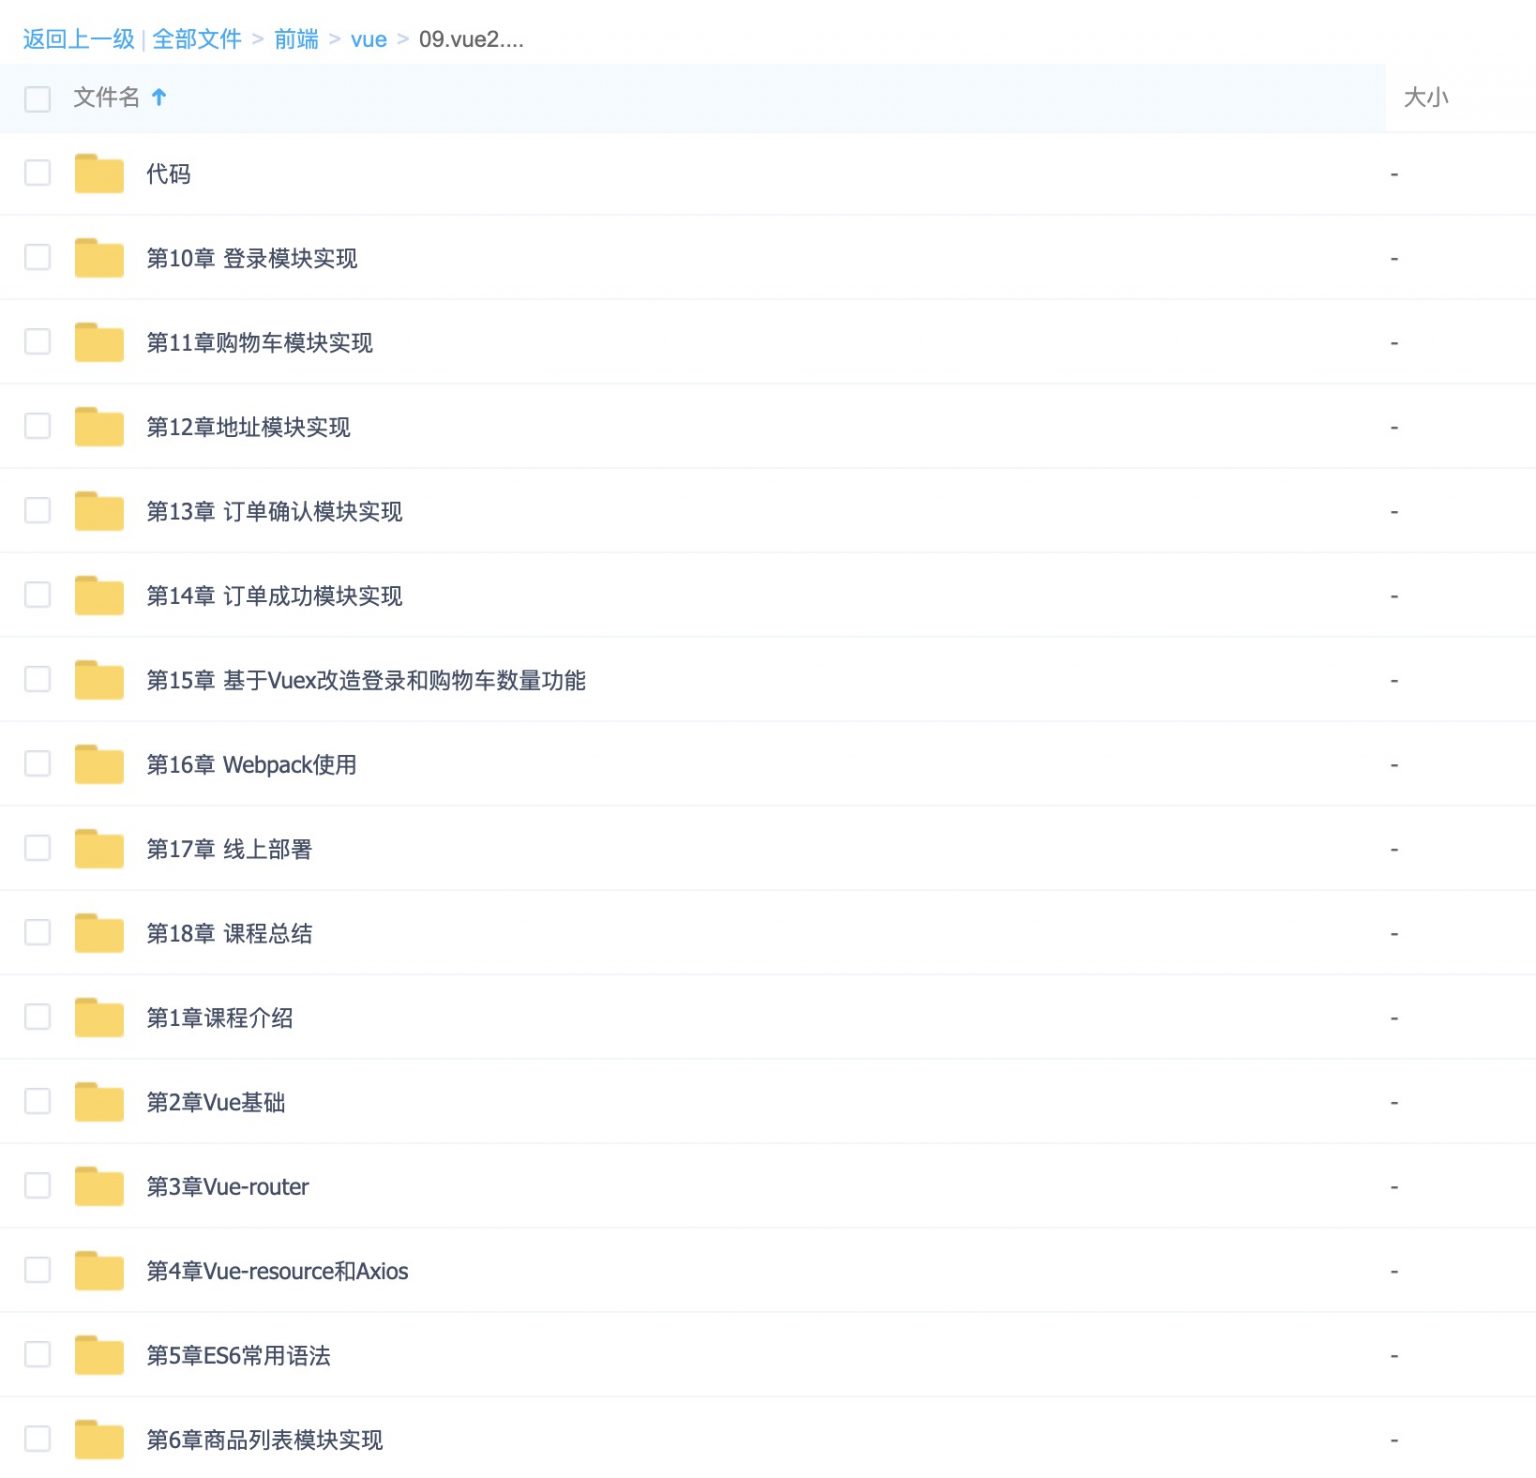 返回上一级 | 全部文件 > 前端 > vue > 09.vue2....
文件名 大小
代码 -
第10章 登录模块实现 -
第11章购物车模块实现 -
第12章地址模块实现 -
第13章 订单确认模块实现 -
第14章 订单成功模块实现 -
第15章 基于Vuex改造登录和购物车数量功能 -
第16章 Webpack使用 -
第17章 线上部署 -
第18章 课程总结 -
第1章课程介绍 -
第2章Vue基础 -
第3章Vue-router -
第4章Vue-resource和Axios -
第5章ES6常用语法 -
第6章商品列表模块实现 -